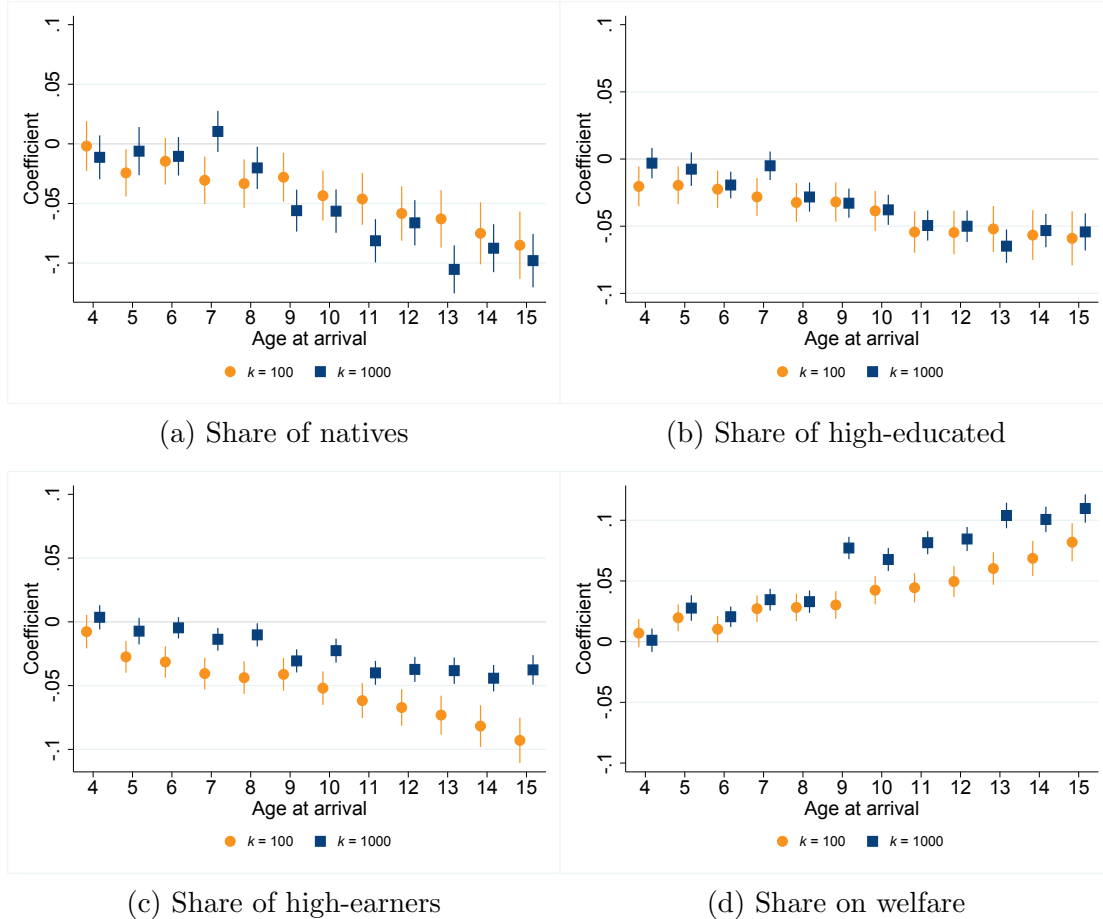 .1
.05
0
-.05
-.1
Coefficient
4 5 6 7 8 9 10 11 12 13 14 15
Age at arrival
k = 100 k = 1000
(a) Share of natives
.1
.05
0
-.05
-.1
Coefficient
4 5 6 7 8 9 10 11 12 13 14 15
Age at arrival
k = 100 k = 1000
(b) Share of high-educated
.1
.05
0
-.05
-.1
Coefficient
4 5 6 7 8 9 10 11 12 13 14 15
Age at arrival
k = 100 k = 1000
(c) Share of high-earners
.1
.05
0
-.05
-.1
Coefficient
4 5 6 7 8 9 10 11 12 13 14 15
Age at arrival
k = 100 k = 1000
(d) Share on welfare